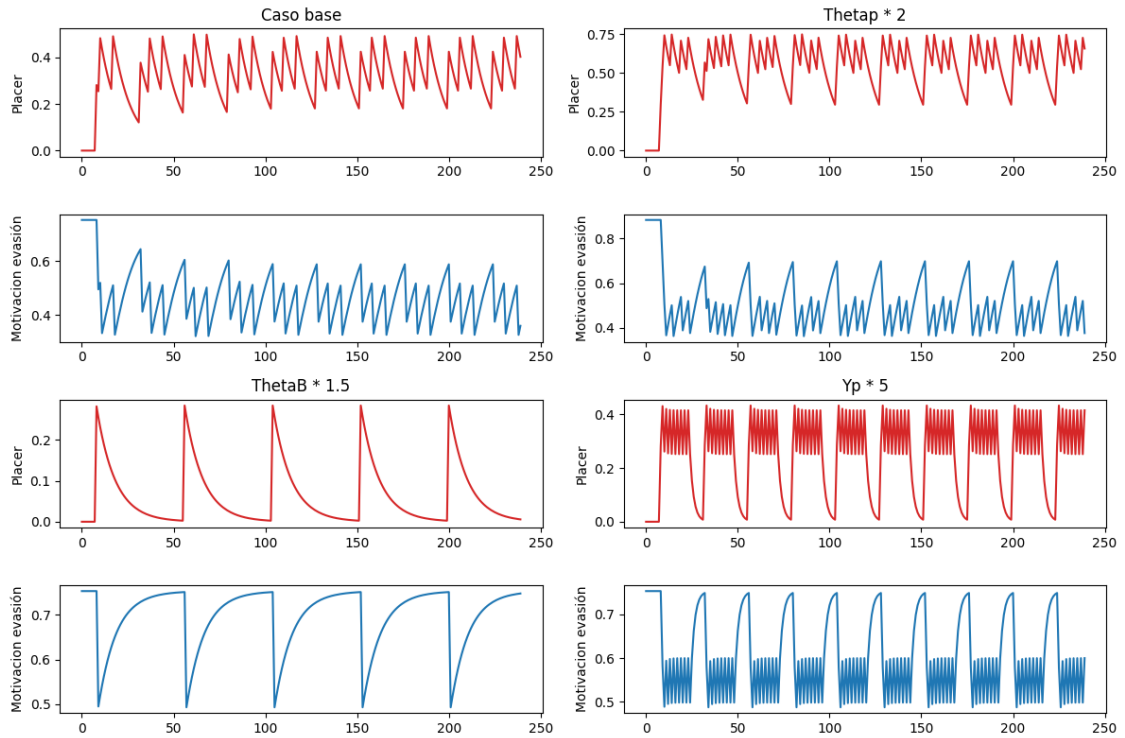 Caso base
Placer
0.4
0.2
0.0
0 50 100 150 200 250
Motivacion evasión
0.6
0.4
0 50 100 150 200 250
Thetap * 2
Placer
0.75
0.50
0.25
0.00
0 50 100 150 200 250
Motivacion evasión
0.8
0.6
0.4
0 50 100 150 200 250
ThetaB * 1.5
Placer
0.2
0.1
0.0
0 50 100 150 200 250
Motivacion evasión
0.7
0.6
0.5
0 50 100 150 200 250
Yp * 5
Placer
0.4
0.2
0.0
0 50 100 150 200 250
Motivacion evasión
0.7
0.6
0.5
0 50 100 150 200 250